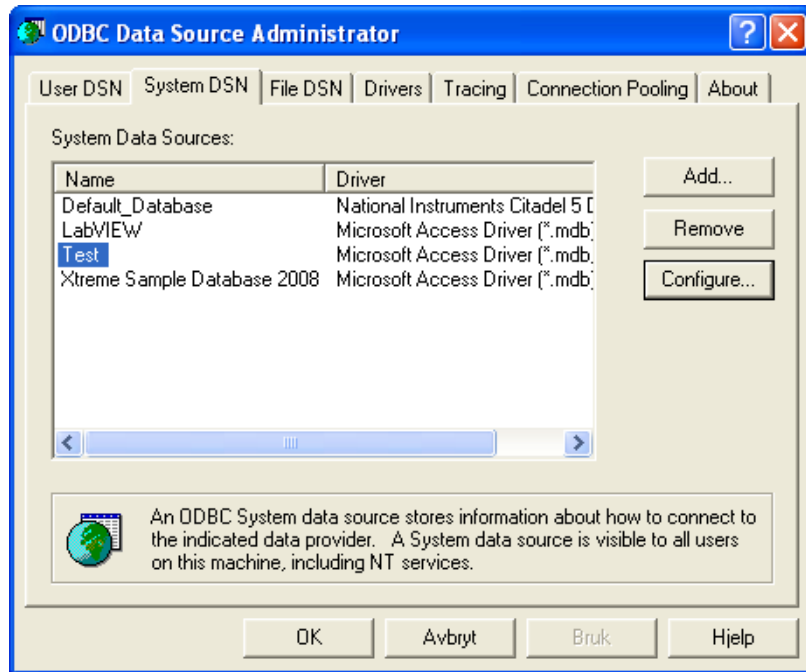 ODBC Data Source Administrator
User DSN System DSN File DSN Drivers Tracing Connection Pooling About
System Data Sources:
Name Driver
Default_Database National Instruments Citadel 5 D
LabVIEW Microsoft Access Driver (*.mdb)
Test Microsoft Access Driver (*.mdb)
Xtreme Sample Database 2008 Microsoft Access Driver (*.mdb)
Add...
Remove
Configure...
An ODBC System data source stores information about how to connect to
the indicated data provider. A System data source is visible to all users
on this machine, including NT services.
OK Avbryt Bruk Hjelp